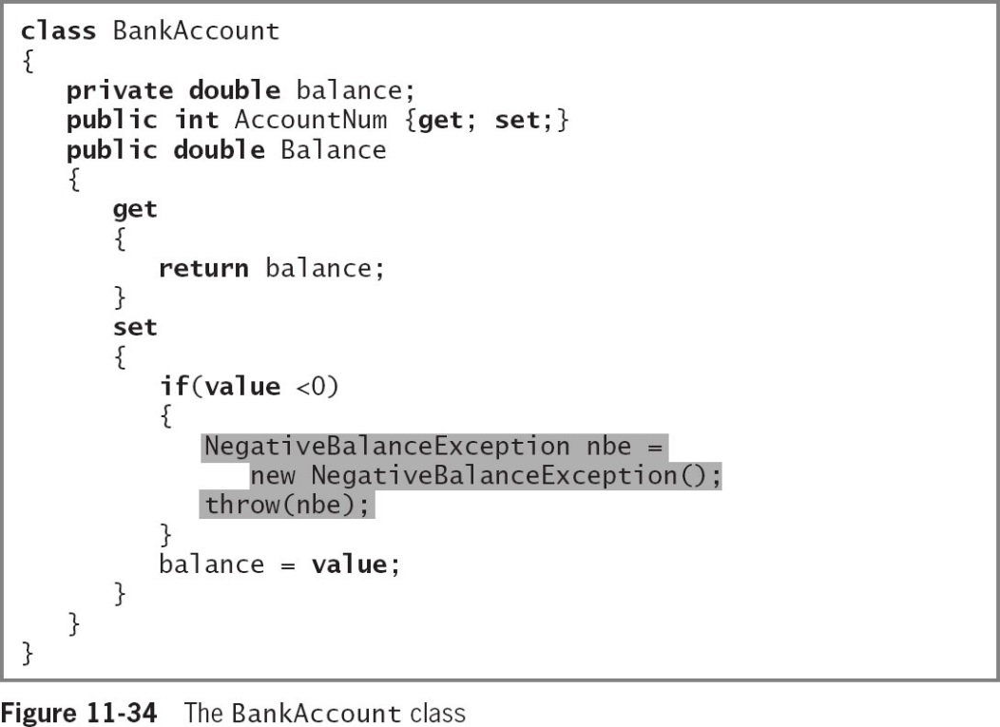 class BankAccount
{
   private double balance;
   public int AccountNum {get; set;}
   public double Balance
   {
      get
      {
         return balance;
      }
      set
      {
         if(value <0)
         {
            NegativeBalanceException nbe =
               new NegativeBalanceException();
            throw(nbe);
         }
         balance = value;
      }
   }
}
Figure 11-34 The BankAccount class